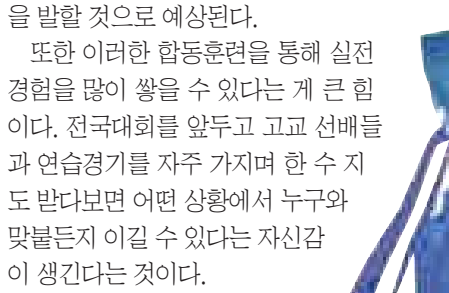 을 발할 것으로 예상된다.
또한 이러한 합동훈련을 통해 실전
경험을 많이 쌓을 수 있다는 게 큰 힘
이다. 전국대회를 앞두고 고교 선배들
과 연습경기를 자주 가지며 한 수 지
도 받다보면 어떤 상황에서 누구와
맞붙든지 이길 수 있다는 자신감
이 생긴다는 것이다.